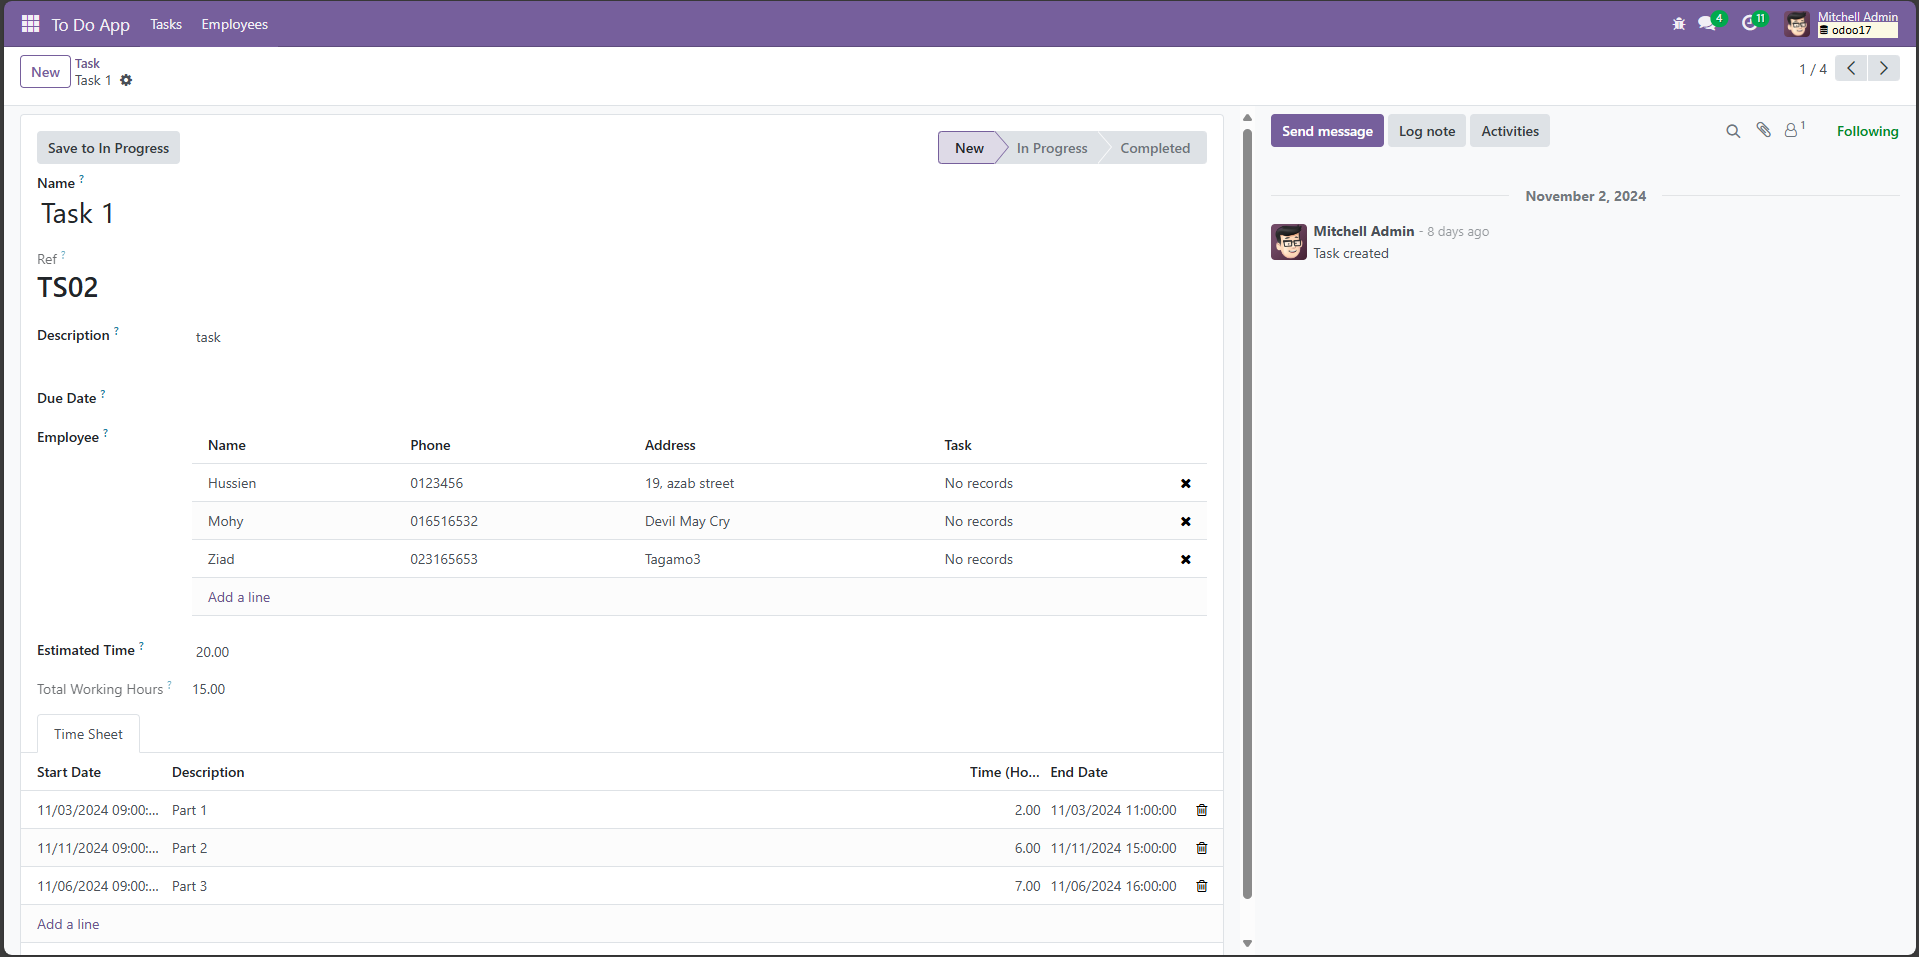 To Do App Tasks Employees 4 11 Mitchell Admin
odoo17
New Task
Task 1
1 / 4
Save to In Progress New In Progress Completed
Send message Log note Activities 1 Following
Name ?
Task 1
November 2, 2024
Mitchell Admin - 8 days ago
Task created
Ref ?
TS02
Description ? task
Due Date ?
Employee ?
Name Phone Address Task
Hussien 0123456 19, azab street No records
Mohy 016516532 Devil May Cry No records
Ziad 023165653 Tagamo3 No records
Add a line
Estimated Time ? 20.00
Total Working Hours ? 15.00
Time Sheet
Start Date Description Time (Ho... End Date
11/03/2024 09:00:... Part 1 2.00 11/03/2024 11:00:00
11/11/2024 09:00:... Part 2 6.00 11/11/2024 15:00:00
11/06/2024 09:00:... Part 3 7.00 11/06/2024 16:00:00
Add a line